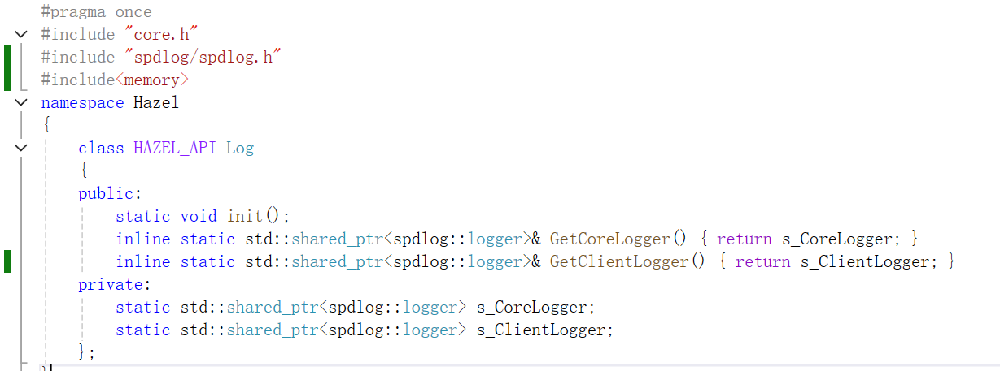 #pragma once
#include "core.h"
#include "spdlog/spdlog.h"
#include<memory>
namespace Hazel
{
class HAZEL_API Log
{
public:
static void init();
inline static std::shared_ptr<spdlog::logger>& GetCoreLogger() { return s_CoreLogger; }
inline static std::shared_ptr<spdlog::logger>& GetClientLogger() { return s_ClientLogger; }
private:
static std::shared_ptr<spdlog::logger> s_CoreLogger;
static std::shared_ptr<spdlog::logger> s_ClientLogger;
};
}